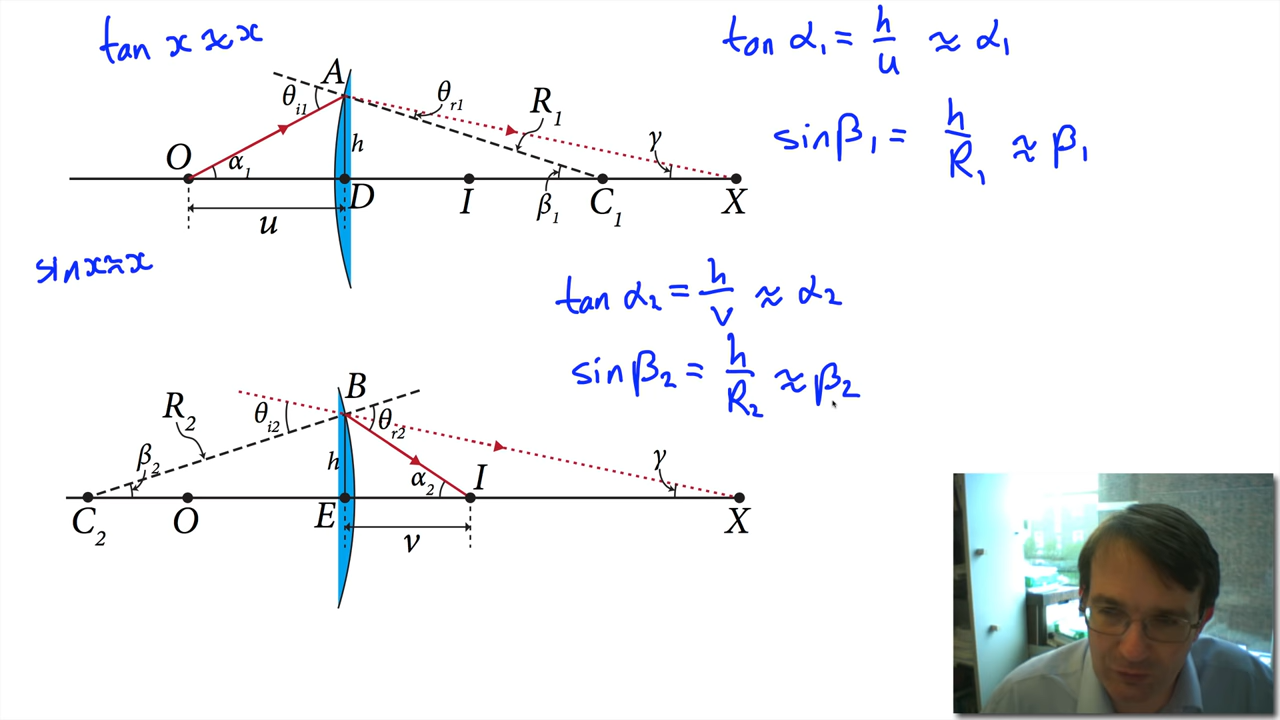 tan x ≈ x
tan α₁ = h/u ≈ α₁
sin β₁ = h/R₁ ≈ β₁
A
θᵢ₁
θᵣ₁
R₁
h
γ
O
α₁
D
I
β₁
C₁
X
u
sin x ≈ x
tan α₂ = h/v ≈ α₂
sin β₂ = h/R₂ ≈ β₂
B
R₂
θᵢ₂
θᵣ₂
β₂
h
α₂
I
γ
C₂
O
E
X
v